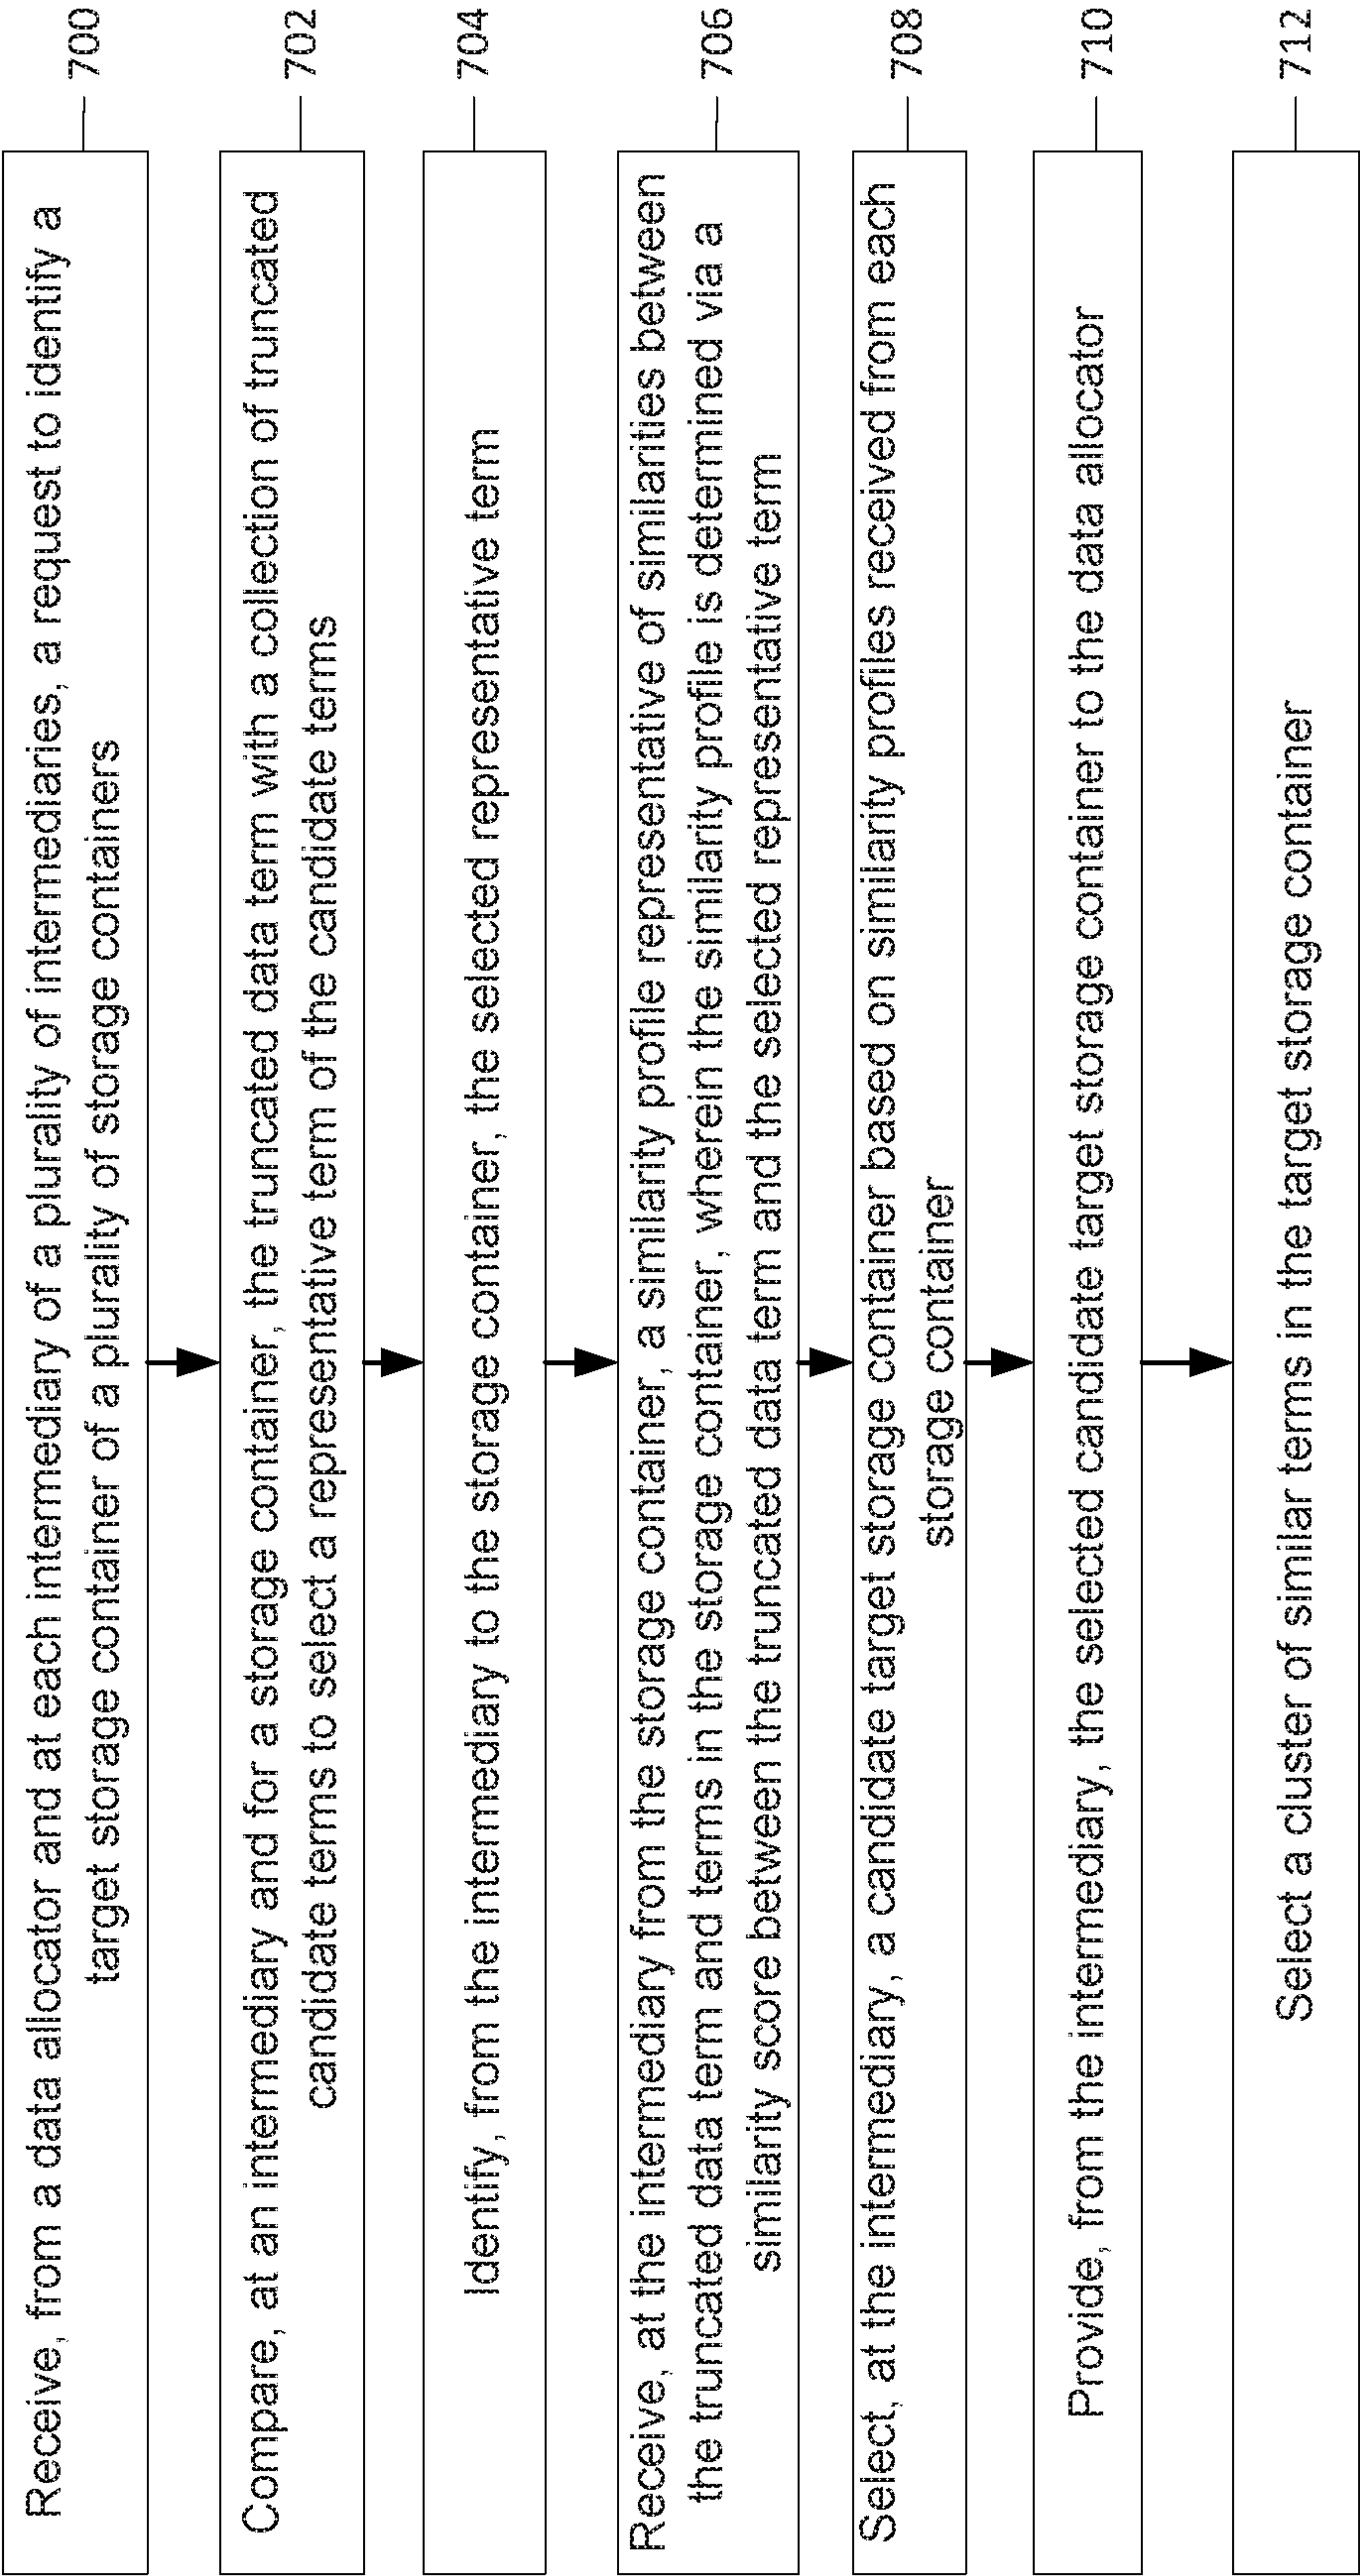 Receive, from a data allocator and at each intermediary of a plurality of intermediaries, a request to identify a
target storage container of a plurality of storage containers
700
Compare, at an intermediary and for a storage container, the truncated data term with a collection of truncated
candidate terms to select a representative term of the candidate terms
702
Identify, from the intermediary to the storage container, the selected representative term
704
Receive, at the intermediary from the storage container, a similarity profile representative of similarities between
the truncated data term and terms in the storage container, wherein the similarity profile is determined via a
similarity score between the truncated data term and the selected representative term
706
Select, at the intermediary, a candidate target storage container based on similarity profiles received from each
storage container
708
Provide, from the intermediary, the selected candidate target storage container to the data allocator
710
Select a cluster of similar terms in the target storage container
712